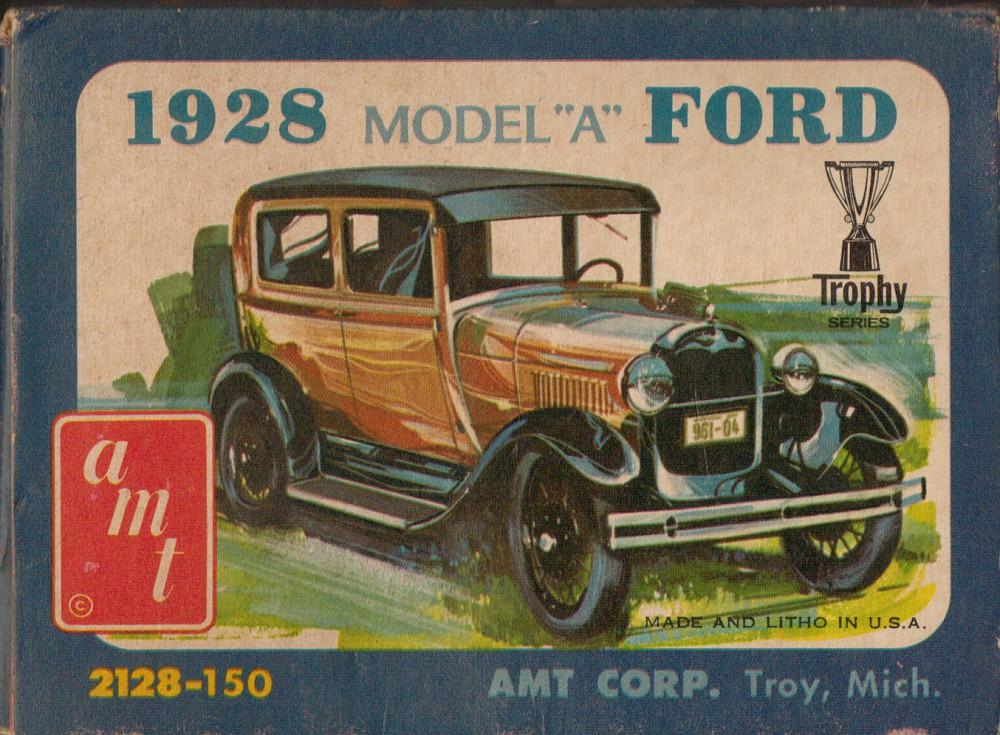 1928 MODEL "A" FORD
Trophy
SERIES
961-04
amt
©
MADE AND LITHO IN U.S.A.
2128-150
AMT CORP. Troy, Mich.